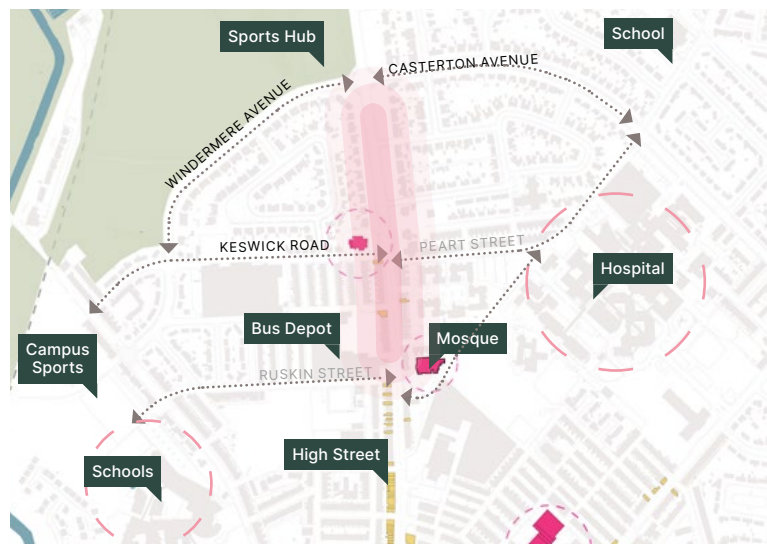 Sports Hub
School
CASTERTON AVENUE
WINDERMERE AVENUE
KESWICK ROAD
PEART STREET
Hospital
Bus Depot
Mosque
Campus
Sports
RUSKIN STREET
High Street
Schools